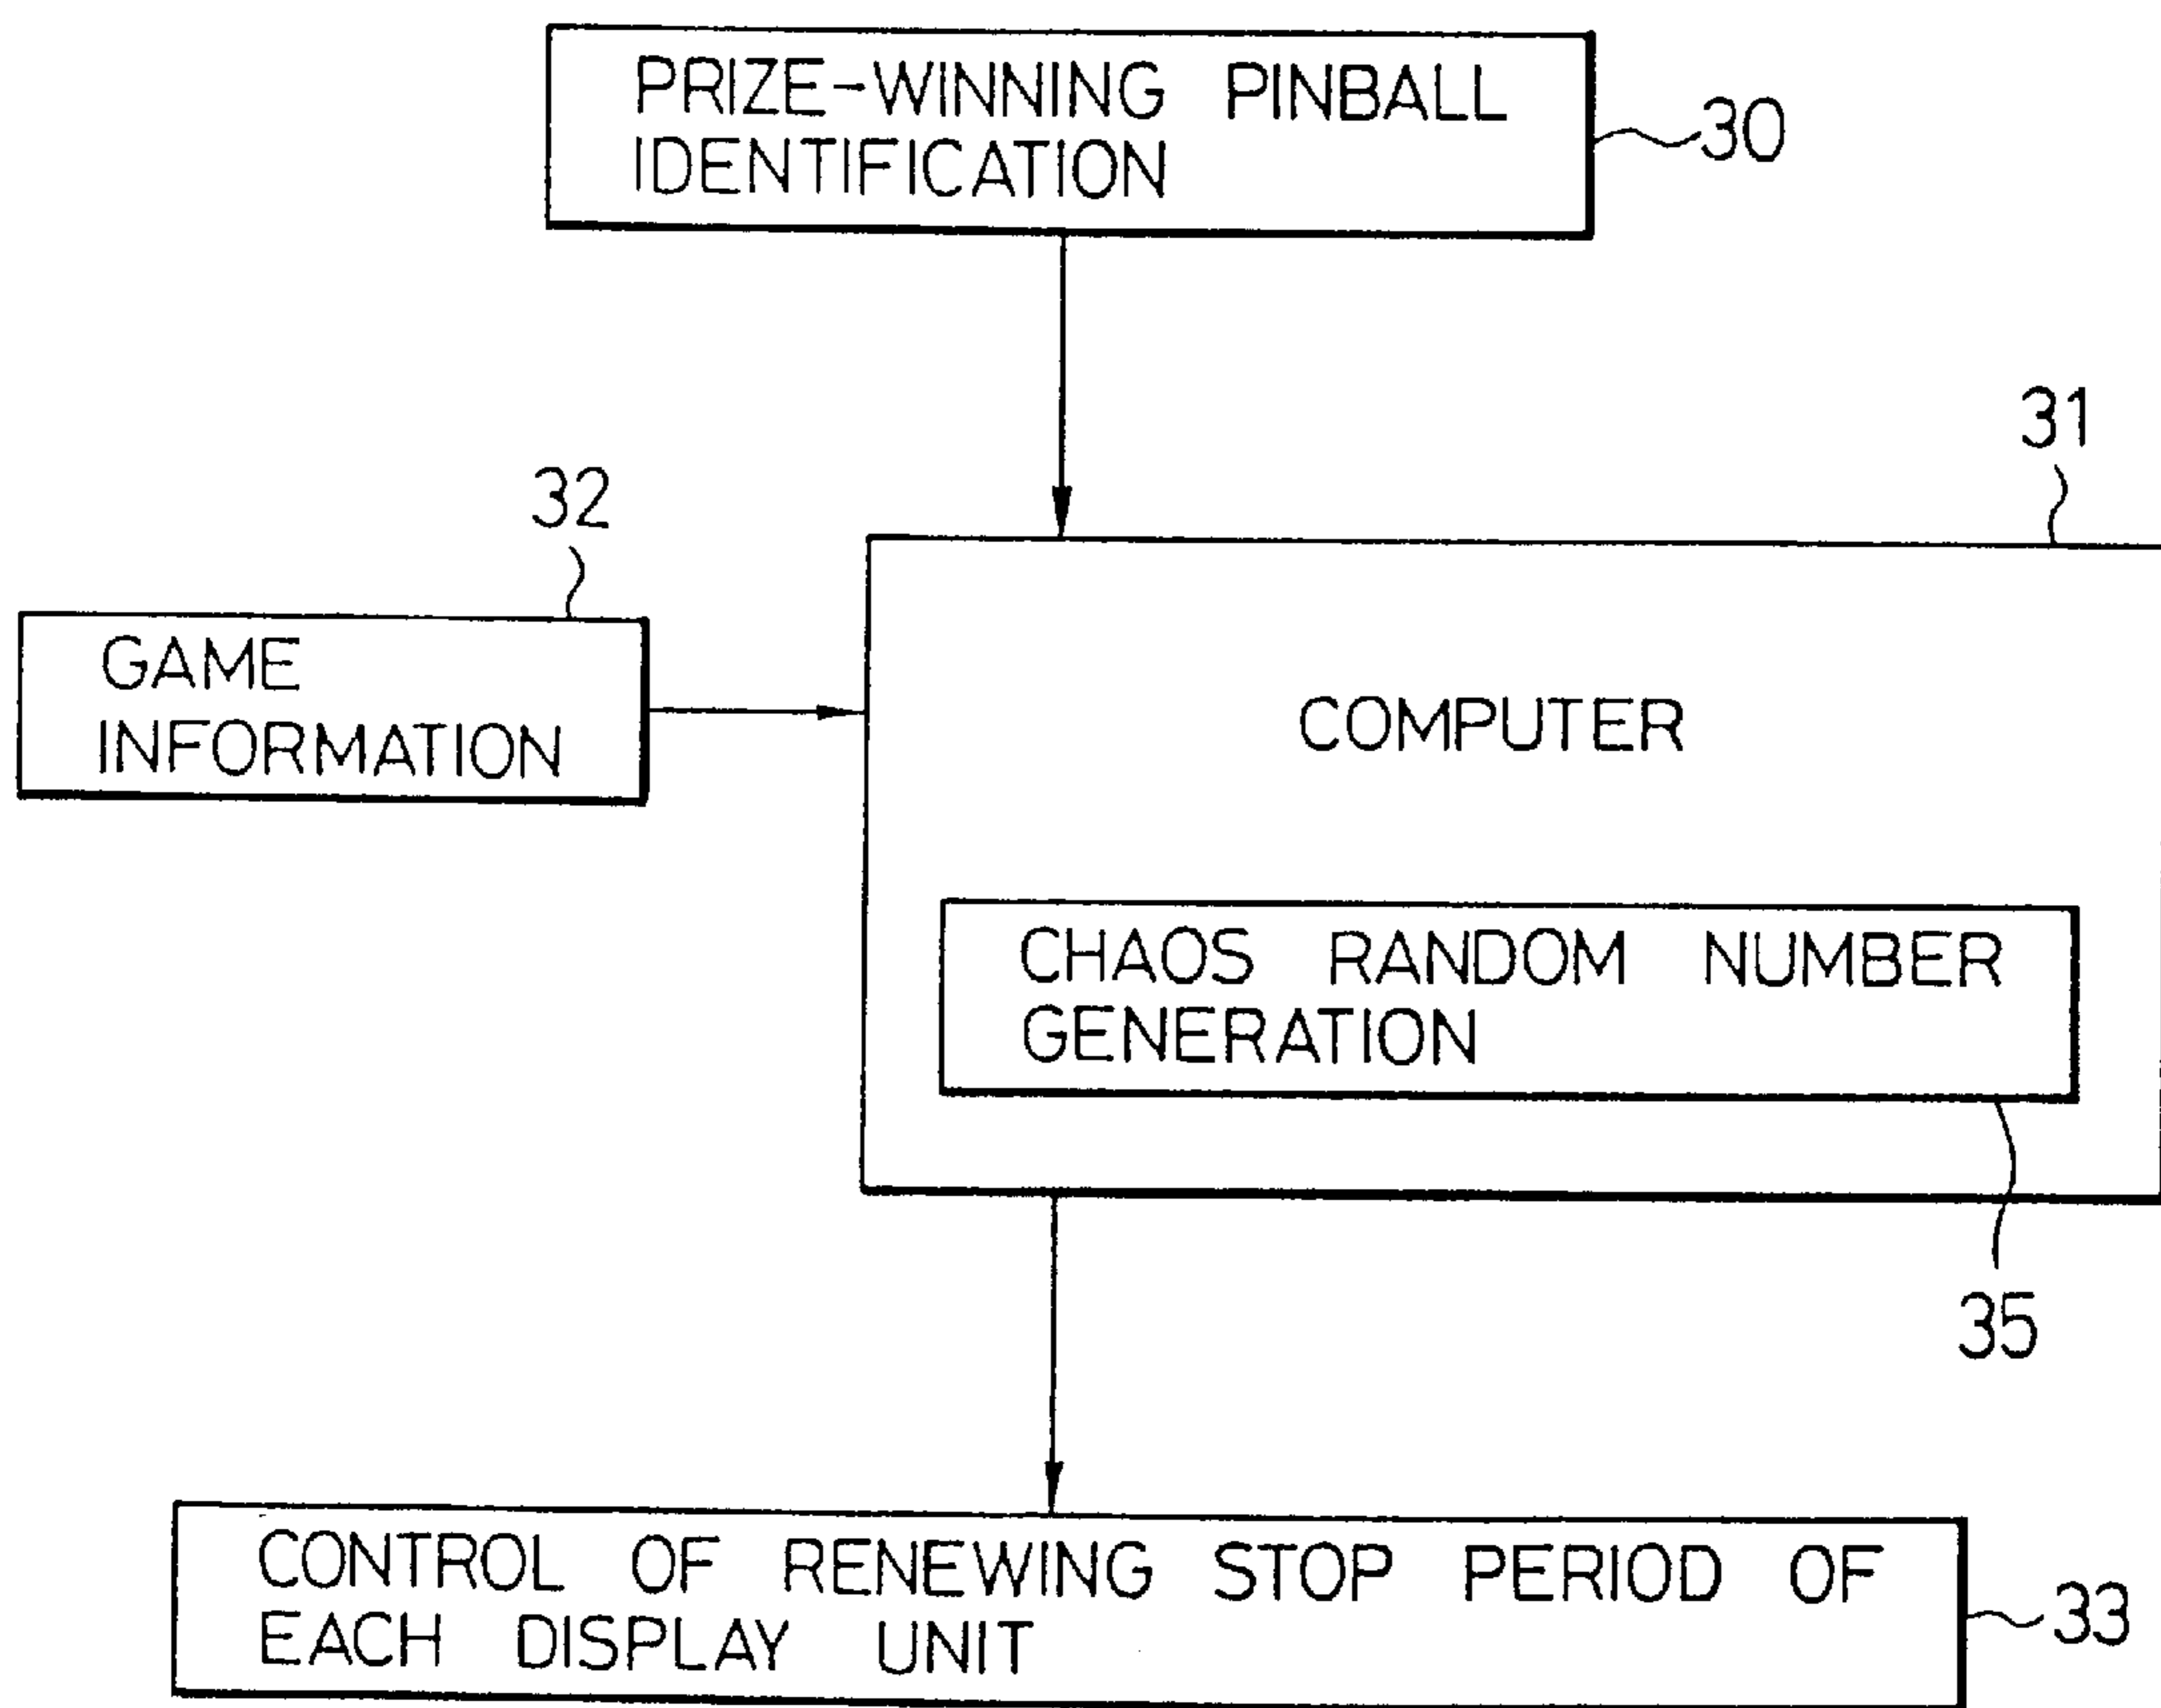 PRIZE-WINNING PINBALL
IDENTIFICATION
30
31
32
GAME
INFORMATION
COMPUTER
CHAOS RANDOM NUMBER
GENERATION
35
CONTROL OF RENEWING STOP PERIOD OF
EACH DISPLAY UNIT
33